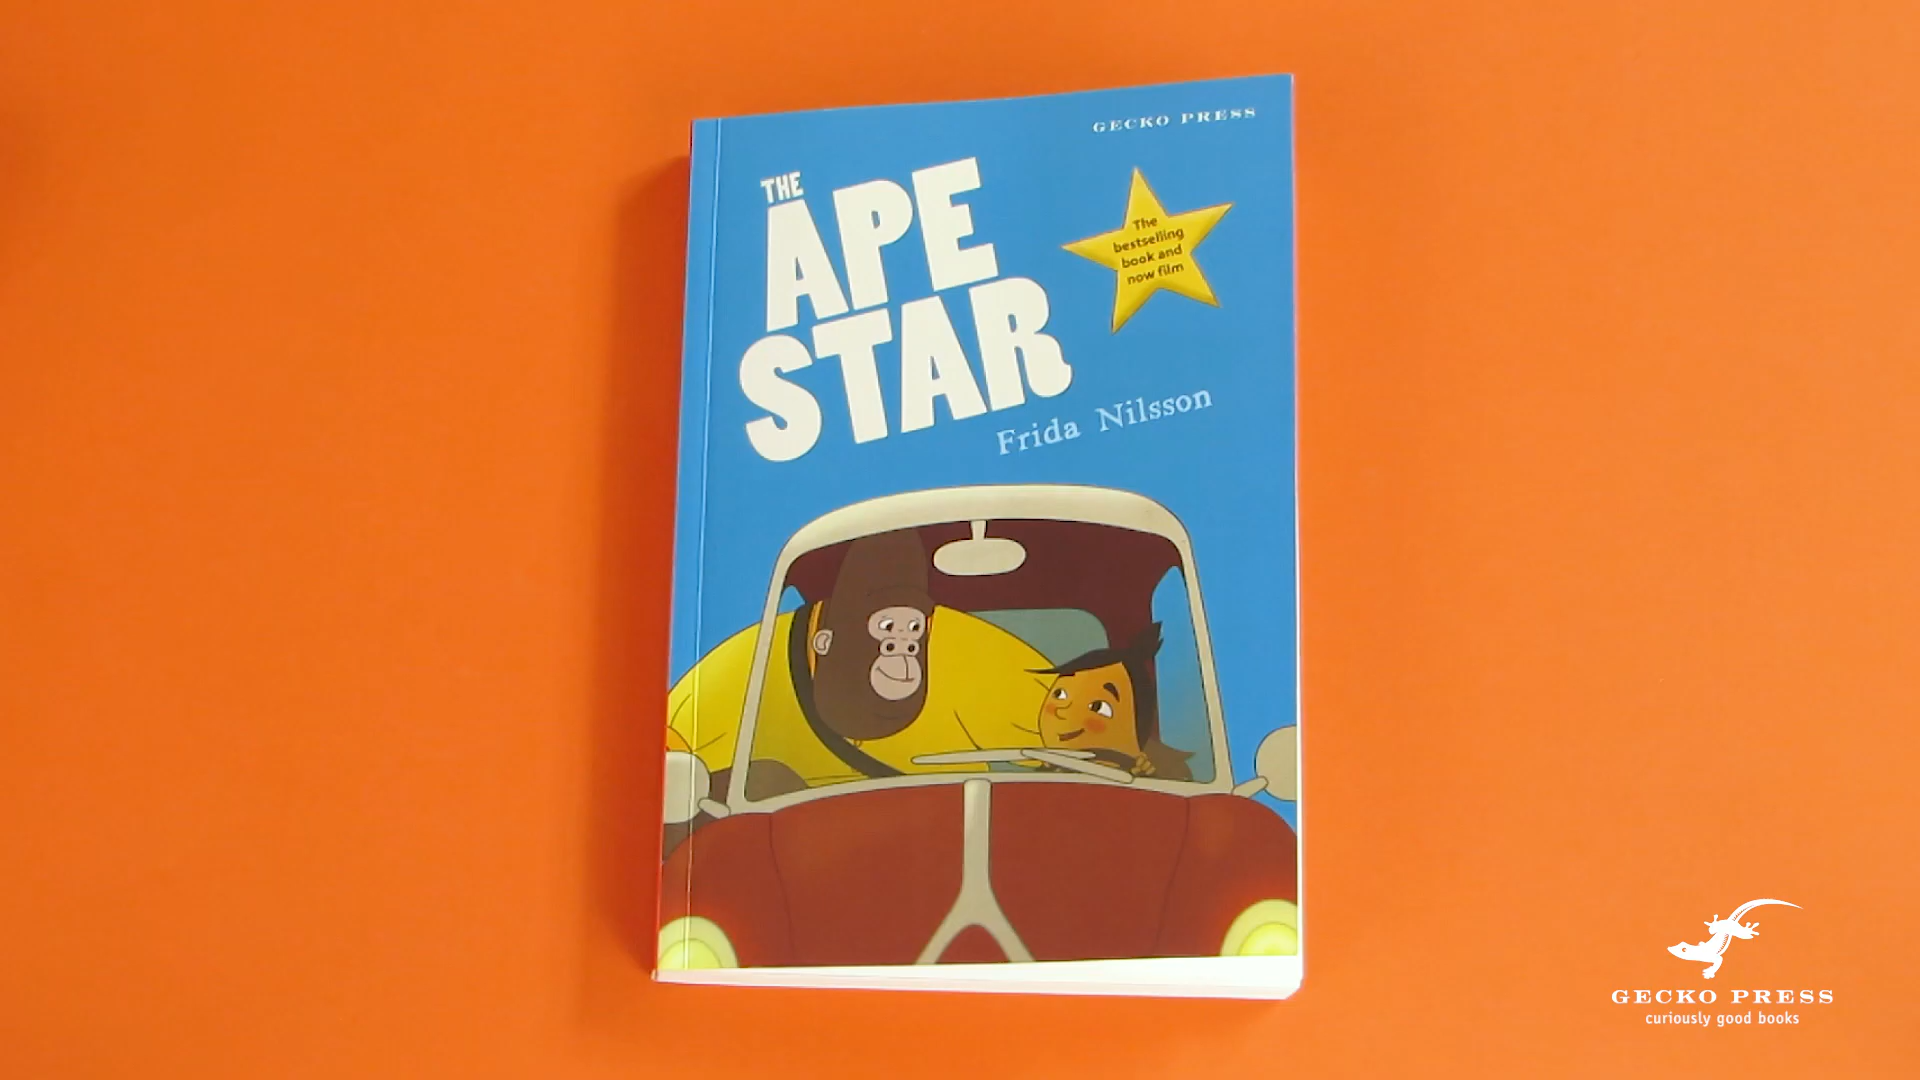 GECKO PRESS
THE
APE
STAR
The
bestselling
book and
now film
Frida Nilsson
GECKO PRESS
curiously good books